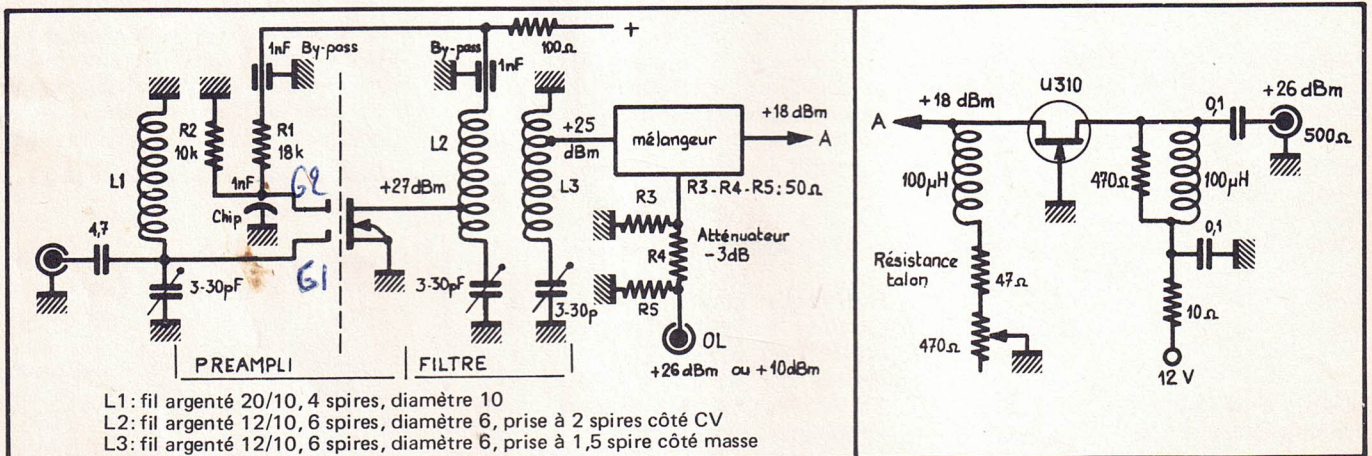 1nF
By-pass
By-pass
1nF
100Ω
+
R2
10k
R1
18k
L1
1nF
G2
Chip
4,7
G1
3-30pF
+27dBm
L2
L3
3-30pF
3-30p
+25
dBm
mélangeur
+18 dBm
A
R3-R4-R5: 50Ω
R3
R4
Atténuateur
-3dB
R5
OL
+26dBm ou +10dBm
PREAMPLI
FILTRE
L1: fil argenté 20/10, 4 spires, diamètre 10
L2: fil argenté 12/10, 6 spires, diamètre 6, prise à 2 spires côté CV
L3: fil argenté 12/10, 6 spires, diamètre 6, prise à 1,5 spire côté masse
A
+18 dBm
U310
0,1
+26 dBm
500Ω
100µH
470Ω
100µH
0,1
Résistance
talon
47Ω
10Ω
470Ω
12 V